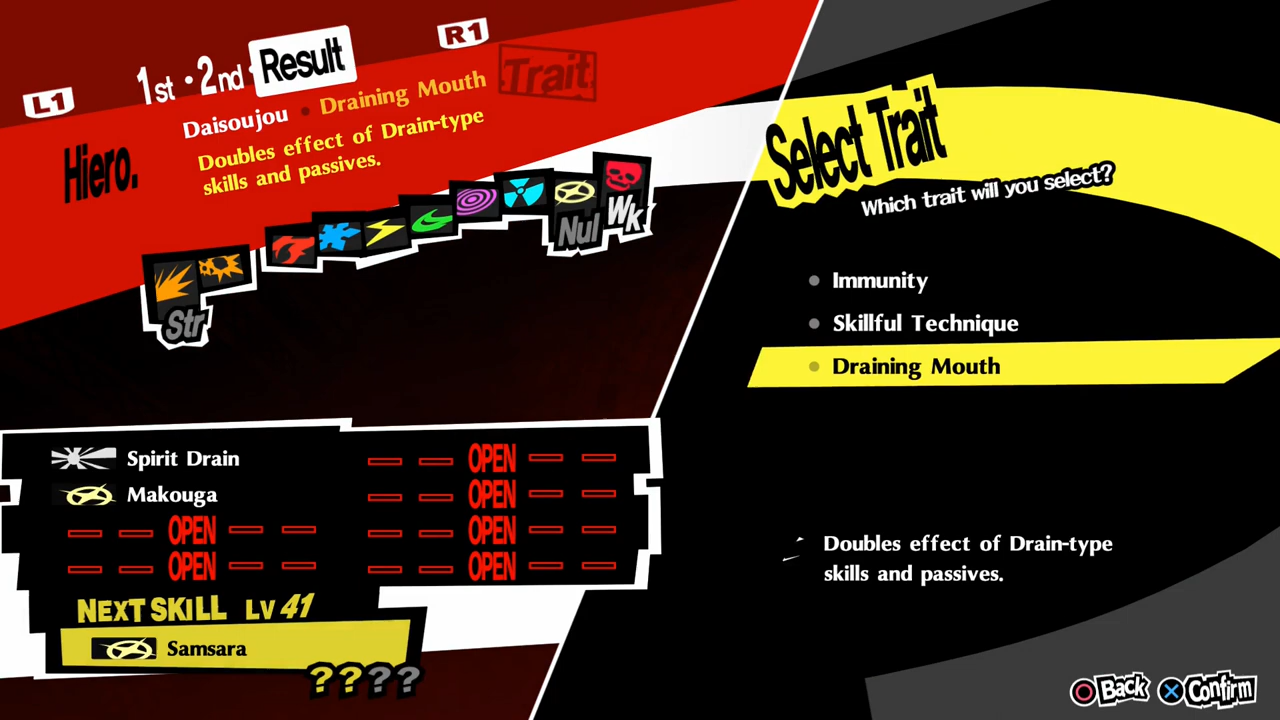 L1
1st • 2nd Result
R1
Trait
Daisoujou • Draining Mouth
Hiero.
Doubles effect of Drain-type
skills and passives.
Str
Nul
Wk
Select Trait
Which trait will you select?
Immunity
Skillful Technique
Draining Mouth
Spirit Drain
OPEN
Makouga
OPEN
OPEN
OPEN
OPEN
OPEN
NEXT SKILL LV 41
Samsara
????
Doubles effect of Drain-type
skills and passives.
Back
Confirm